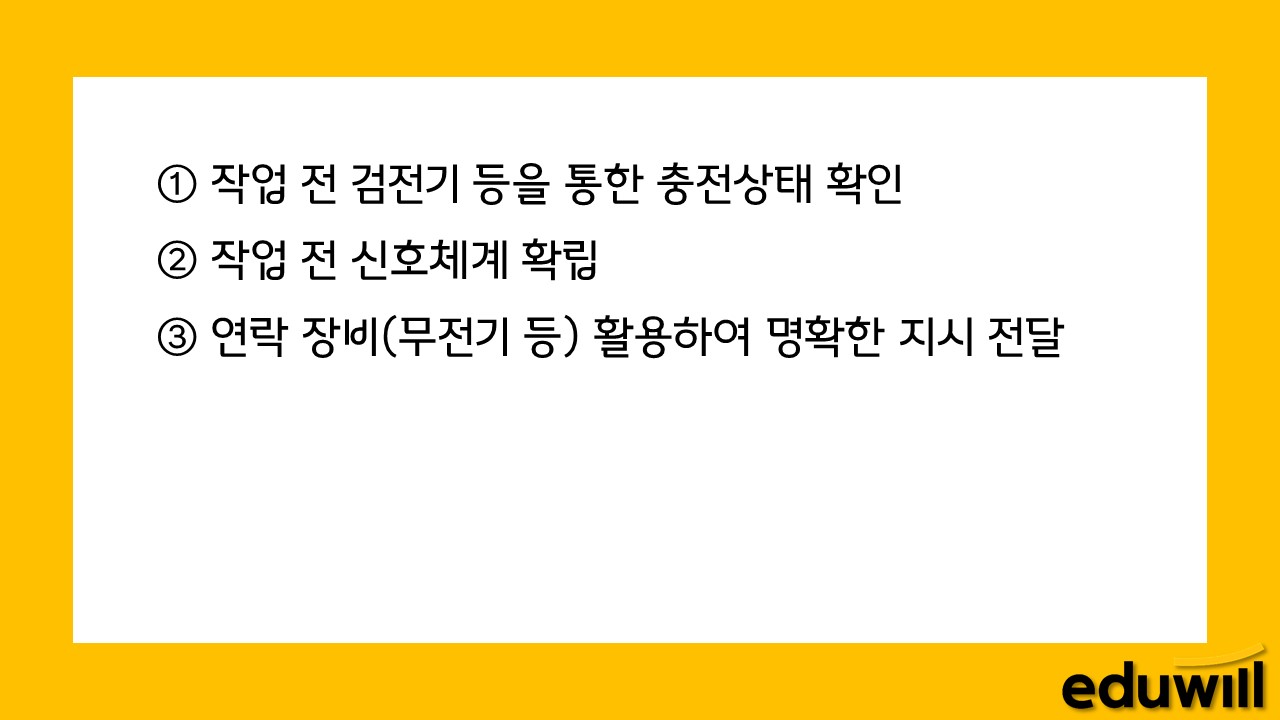 ① 작업 전 검전기 등을 통한 충전상태 확인
② 작업 전 신호체계 확립
③ 연락 장비(무전기 등) 활용하여 명확한 지시 전달
eduwill